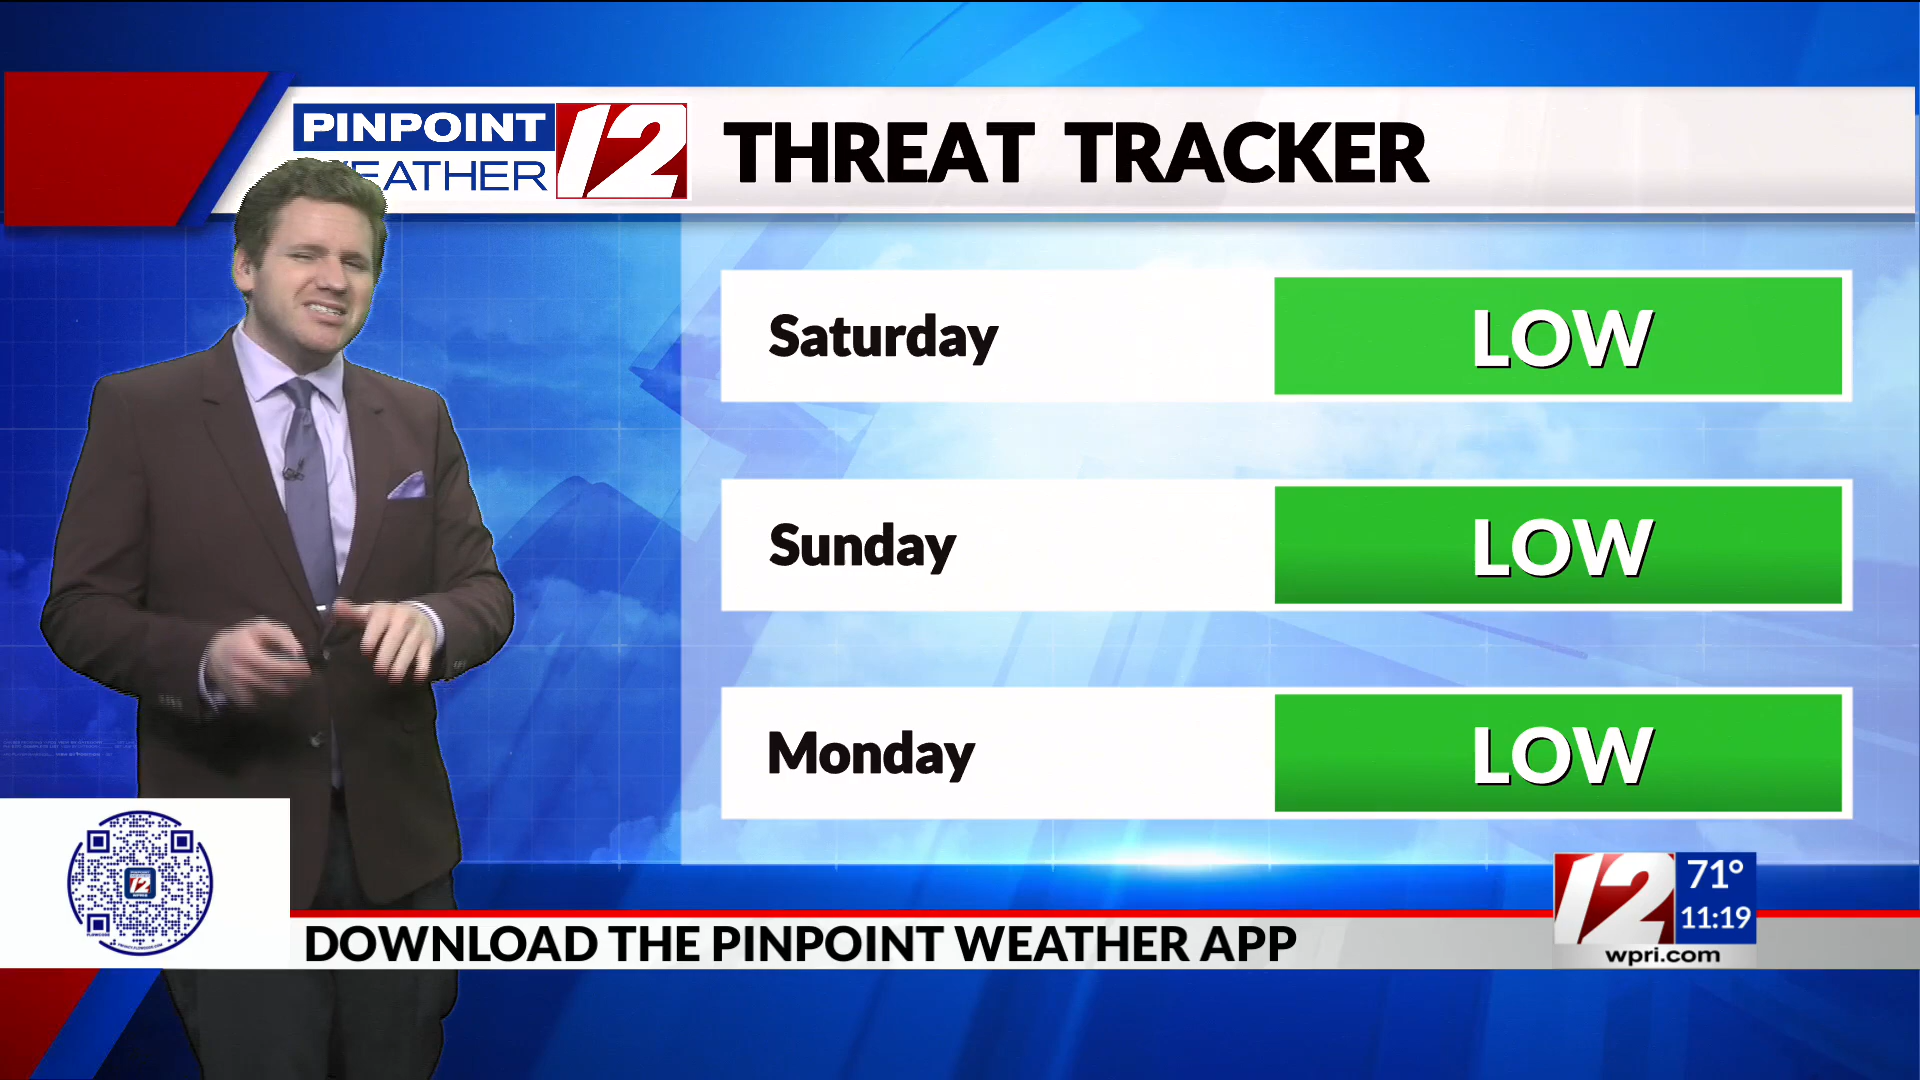 PINPOINT
WEATHER 12
THREAT TRACKER
Saturday LOW
Sunday LOW
Monday LOW
12
DOWNLOAD THE PINPOINT WEATHER APP
12 71°
11:19
wpri.com